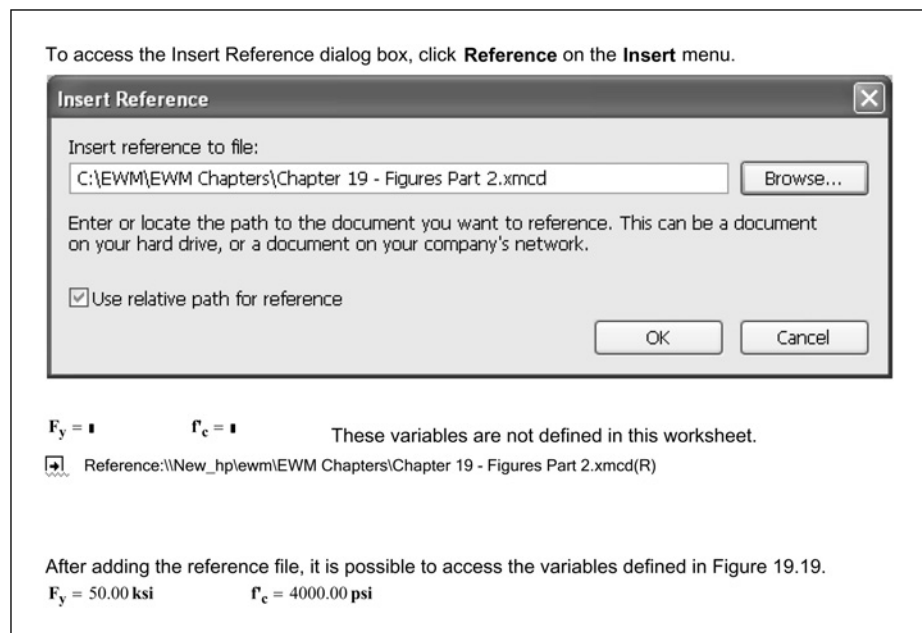 To access the Insert Reference dialog box, click Reference on the Insert menu.
Insert Reference
Insert reference to file:
C:\EWM\EWM Chapters\Chapter 19 - Figures Part 2.xmcd
Browse...
Enter or locate the path to the document you want to reference. This can be a document
on your hard drive, or a document on your company's network.
Use relative path for reference
OK Cancel
Fy = f'c = These variables are not defined in this worksheet.
Reference:\\New_hp\ewm\EWM Chapters\Chapter 19 - Figures Part 2.xmcd(R)
After adding the reference file, it is possible to access the variables defined in Figure 19.19.
Fy = 50.00 ksi f'c = 4000.00 psi